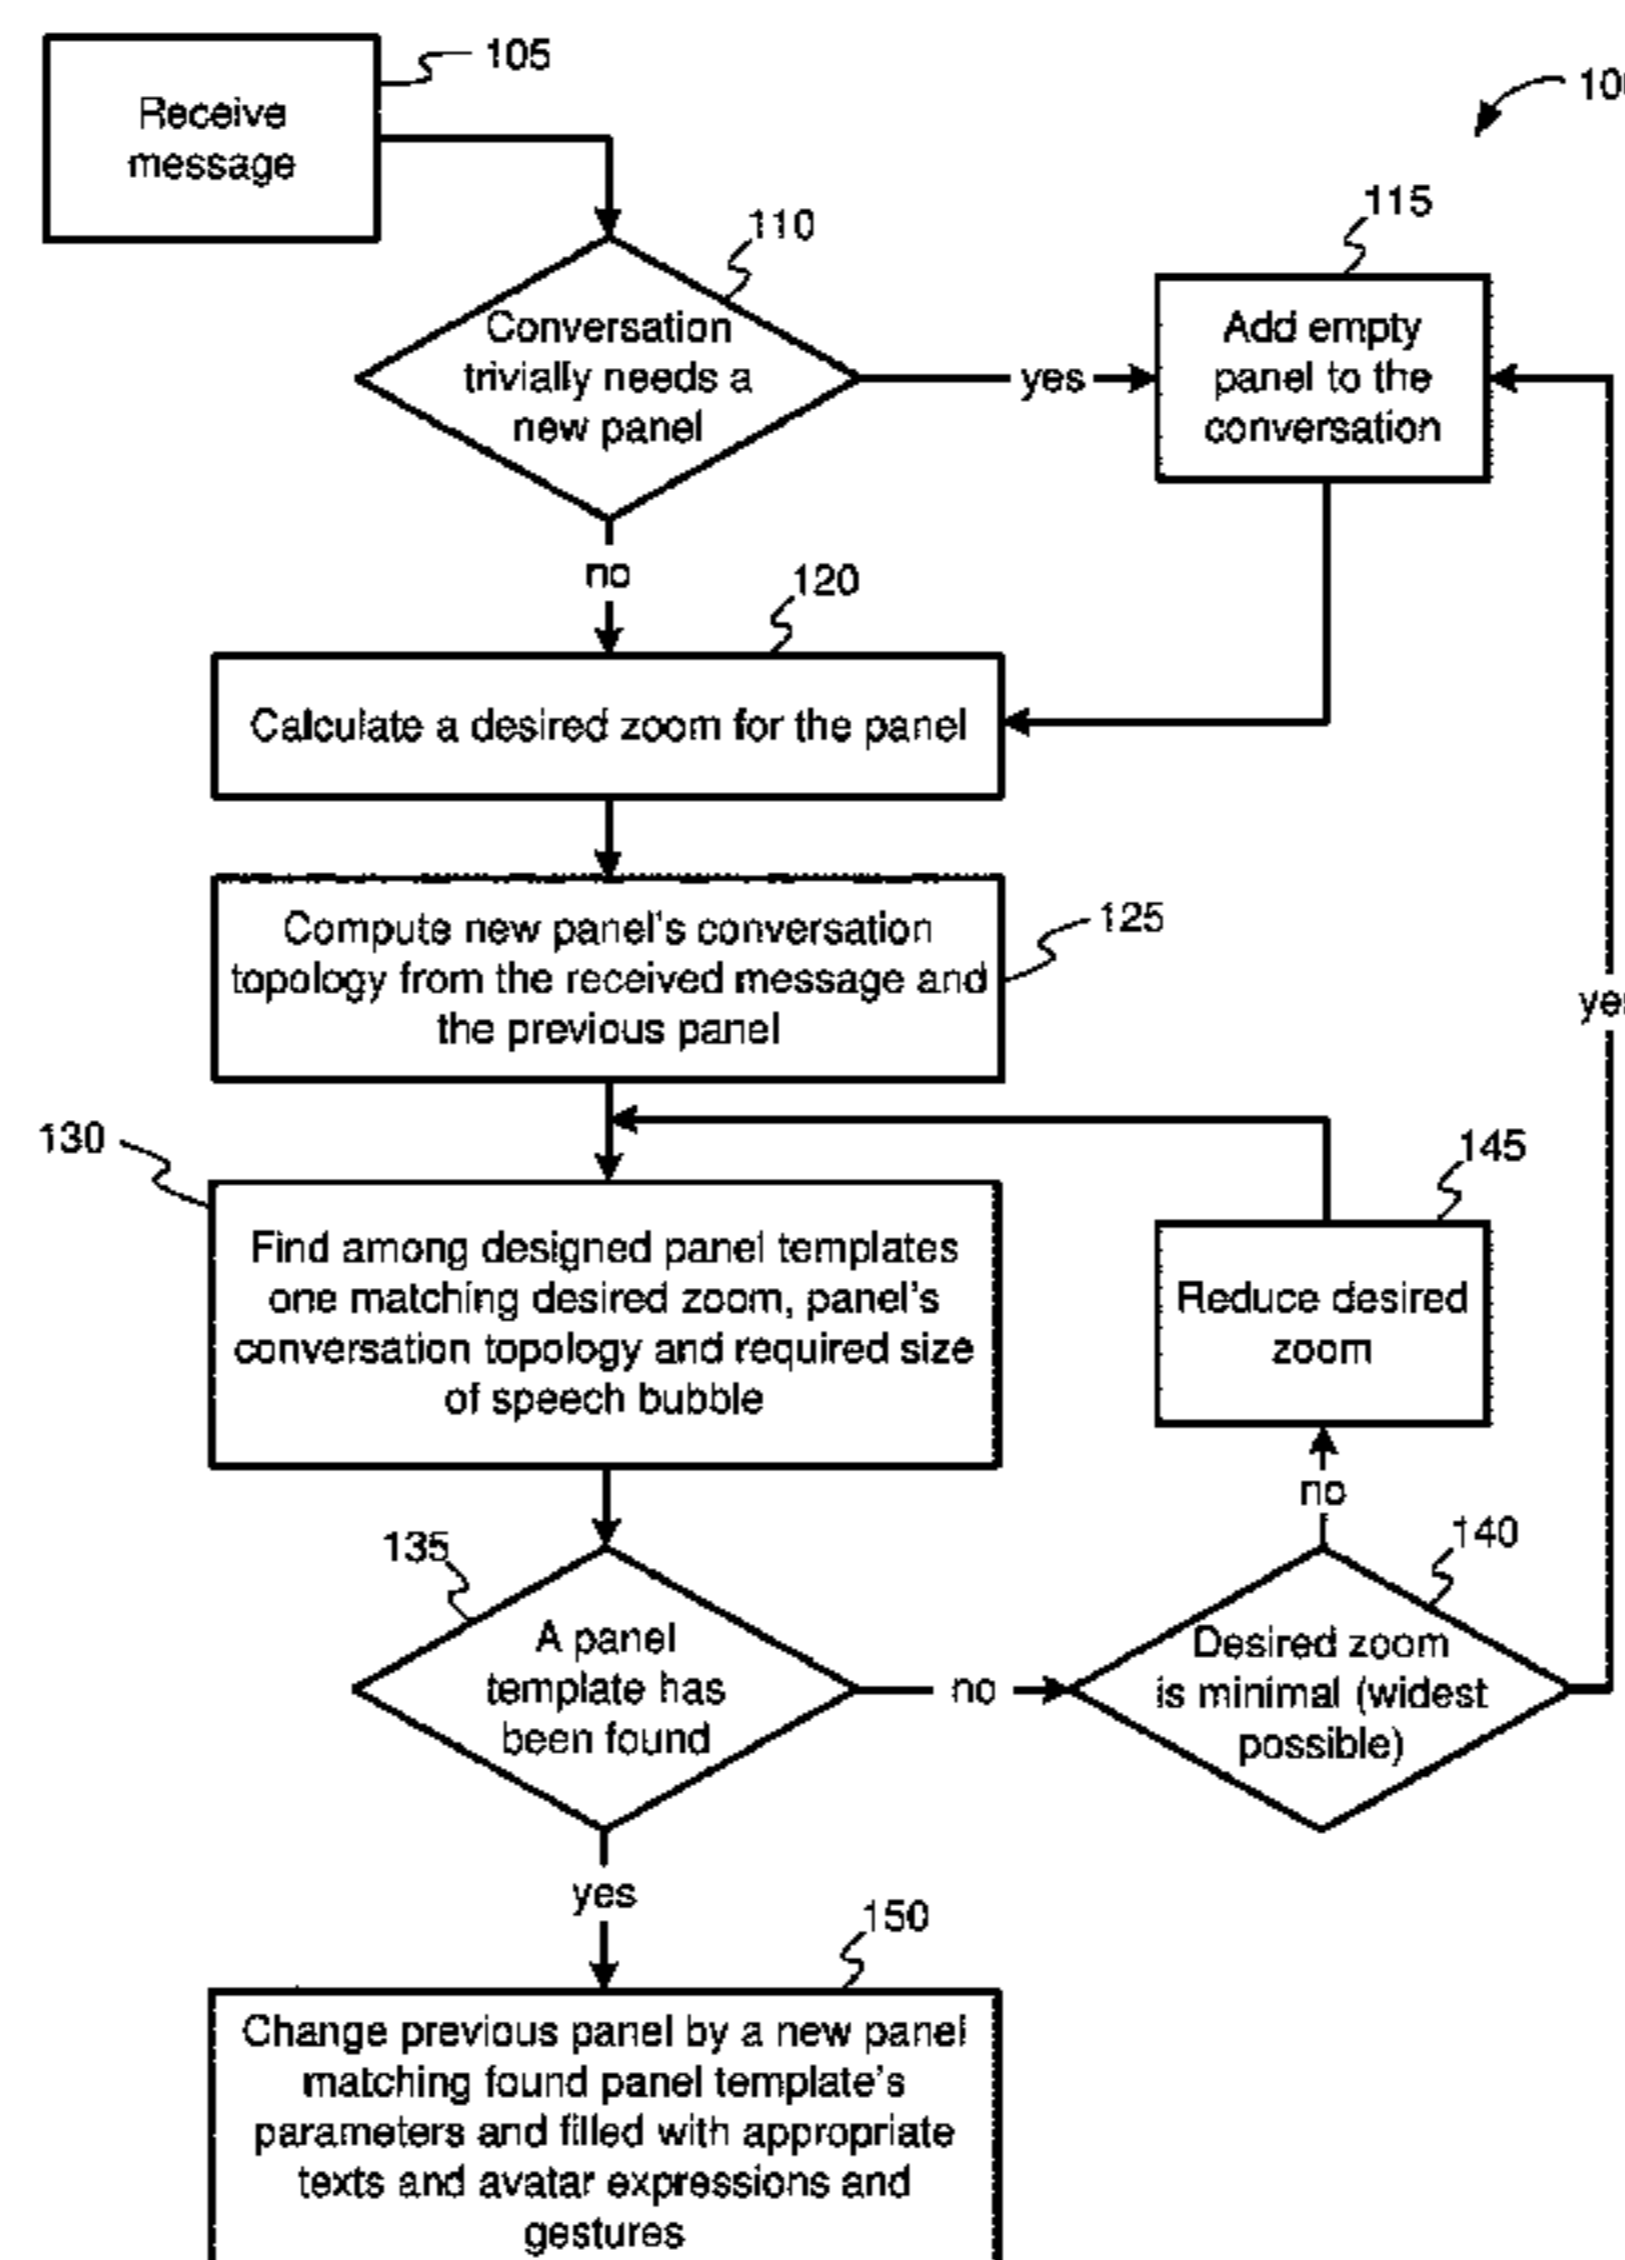 105
Receive
message
100
110
115
Conversation
trivially needs a
new panel
yes
Add empty
panel to the
conversation
no
120
Calculate a desired zoom for the panel
125
Compute new panel's conversation
topology from the received message and
the previous panel
yes
130
145
Find among designed panel templates
one matching desired zoom, panel's
conversation topology and required size
of speech bubble
Reduce desired
zoom
no
135
140
A panel
template has
been found
no
Desired zoom
is minimal (widest
possible)
yes
150
Change previous panel by a new panel
matching found panel template's
parameters and filled with appropriate
texts and avatar expressions and
gestures